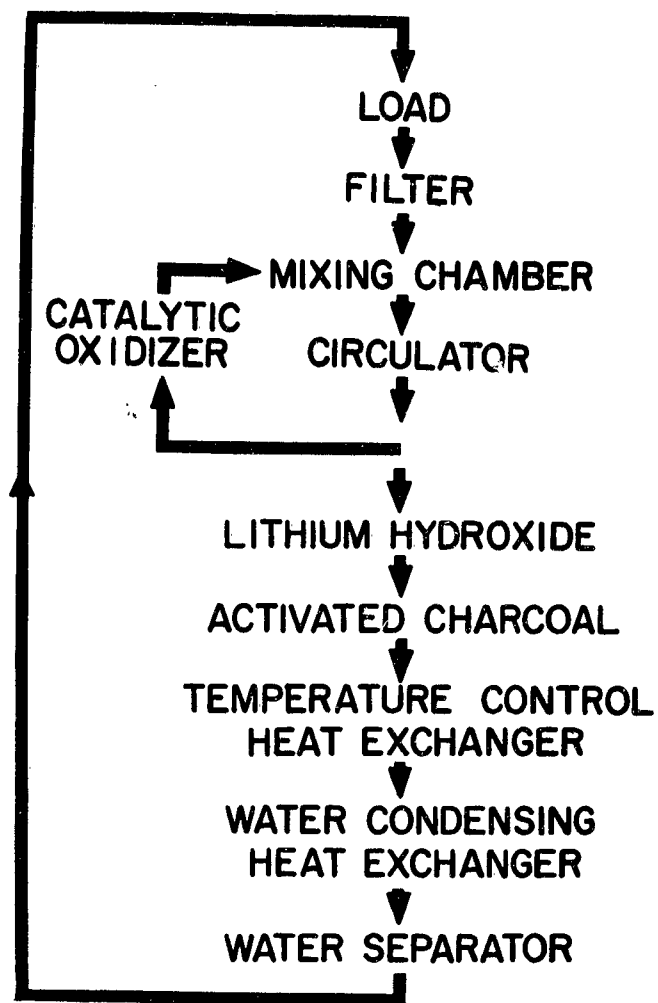 LOAD
FILTER
MIXING CHAMBER
CATALYTIC
OXIDIZER
CIRCULATOR
LITHIUM HYDROXIDE
ACTIVATED CHARCOAL
TEMPERATURE CONTROL
HEAT EXCHANGER
WATER CONDENSING
HEAT EXCHANGER
WATER SEPARATOR